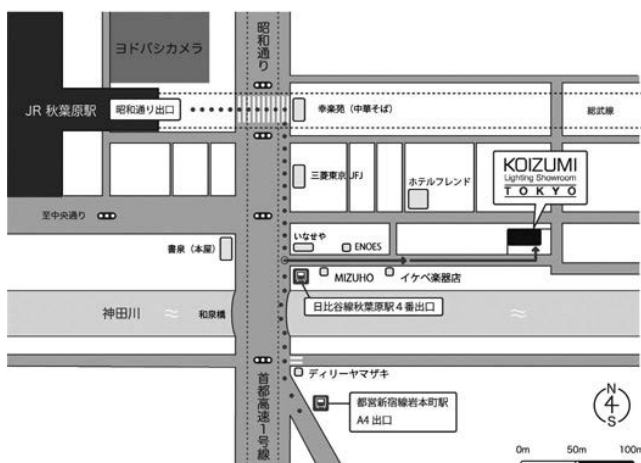 ヨドバシカメラ
昭和通り
JR 秋葉原駅
昭和通り出口
幸楽苑（中華そば）
総武線
三菱東京UFJ
ホテルフレンド
KOIZUMI
Lighting Showroom
TOKYO
至中央通り
書泉（本屋）
いなせや
ENOES
MIZUHO
イケベ楽器店
日比谷線秋葉原駅４番出口
神田川
和泉橋
ディリーヤマザキ
首都高速1号線
都営新宿線岩本町駅
A4 出口
N
4
S
0m
50m
100m